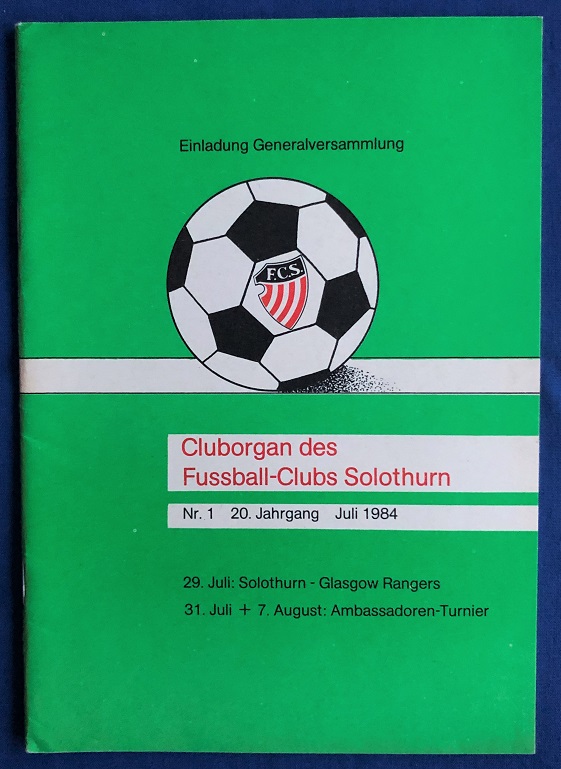 Einladung Generalversammlung
F.C.S.
Cluborgan des
Fussball-Clubs Solothurn
Nr. 1 20. Jahrgang Juli 1984
29. Juli: Solothurn - Glasgow Rangers
31. Juli + 7. August: Ambassadoren-Turnier